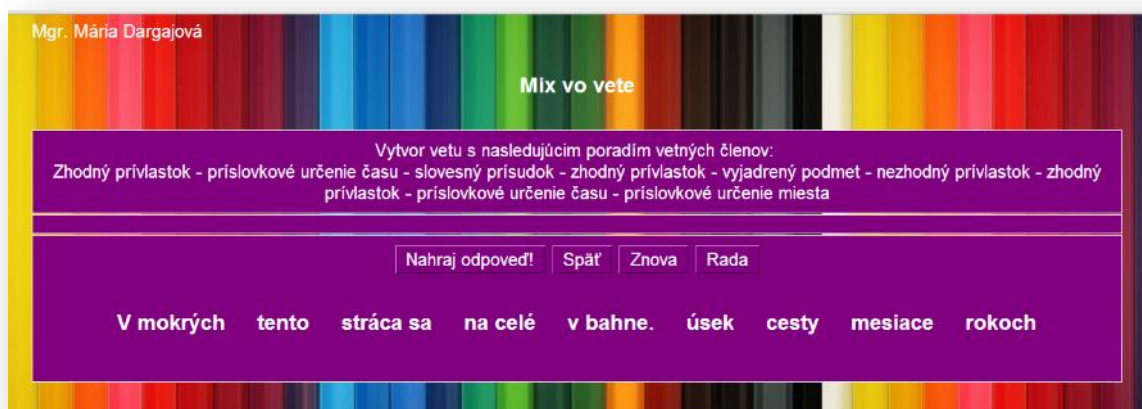 Mgr. Mária Dargajová
Mix vo vete
Vytvor vetu s nasledujúcim poradím vetných členov:
Zhodný prívlastok - príslovkové určenie času - slovesný prísudok - zhodný prívlastok - vyjadrený podmet - nezhodný prívlastok - zhodný
prívlastok - príslovkové určenie času - príslovkové určenie miesta
Nahraj odpoveď! Späť Znova Rada
V mokrých tento stráca sa na celé v bahne. úsek cesty mesiace rokoch